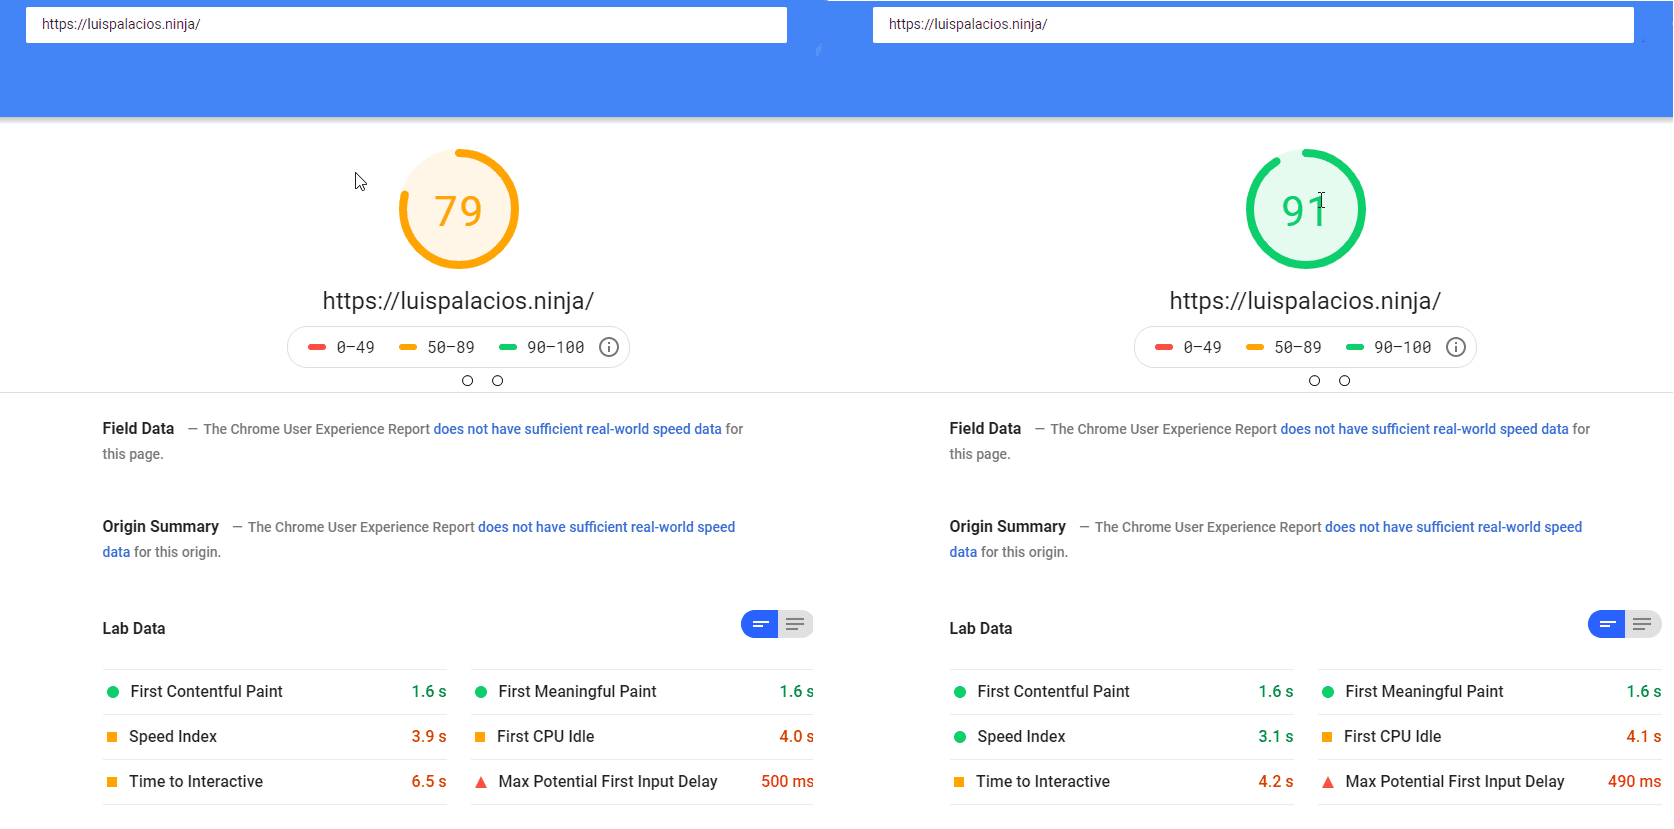 https://luispalacios.ninja/
79
https://luispalacios.ninja/
0–49 50–89 90–100
Field Data — The Chrome User Experience Report does not have sufficient real-world speed data for
this page.
Origin Summary — The Chrome User Experience Report does not have sufficient real-world speed
data for this origin.
Lab Data
First Contentful Paint 1.6 s First Meaningful Paint 1.6 s
Speed Index 3.9 s First CPU Idle 4.0 s
Time to Interactive 6.5 s Max Potential First Input Delay 500 ms
https://luispalacios.ninja/
91
https://luispalacios.ninja/
0–49 50–89 90–100
Field Data — The Chrome User Experience Report does not have sufficient real-world speed data for
this page.
Origin Summary — The Chrome User Experience Report does not have sufficient real-world speed
data for this origin.
Lab Data
First Contentful Paint 1.6 s First Meaningful Paint 1.6 s
Speed Index 3.1 s First CPU Idle 4.1 s
Time to Interactive 4.2 s Max Potential First Input Delay 490 ms